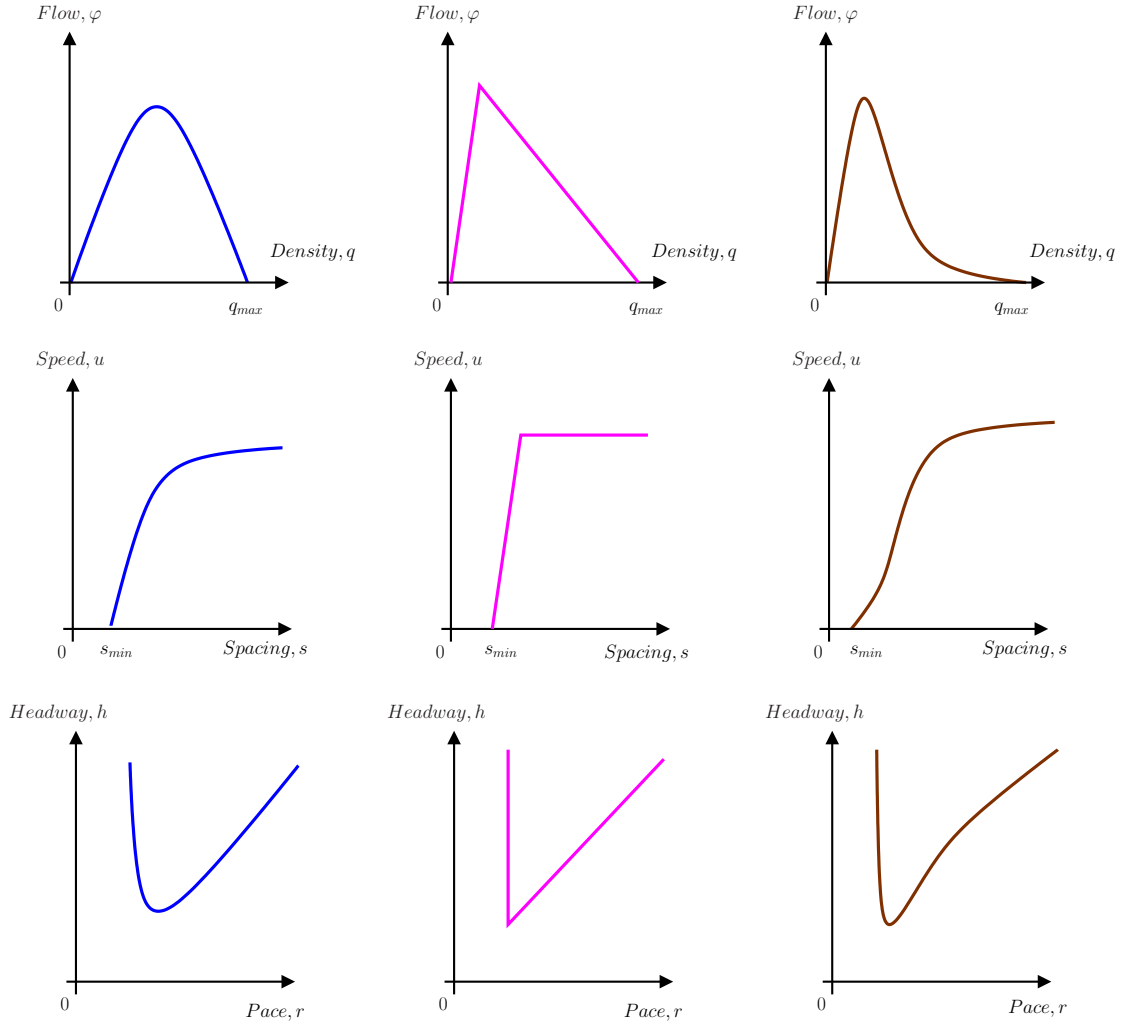 Flow, φ
Flow, φ
Flow, φ
Density, q
Density, q
Density, q
0
q_max
0
q_max
0
q_max
Speed, u
Speed, u
Speed, u
0
s_min
Spacing, s
0
s_min
Spacing, s
0
s_min
Spacing, s
Headway, h
Headway, h
Headway, h
0
Pace, r
0
Pace, r
0
Pace, r